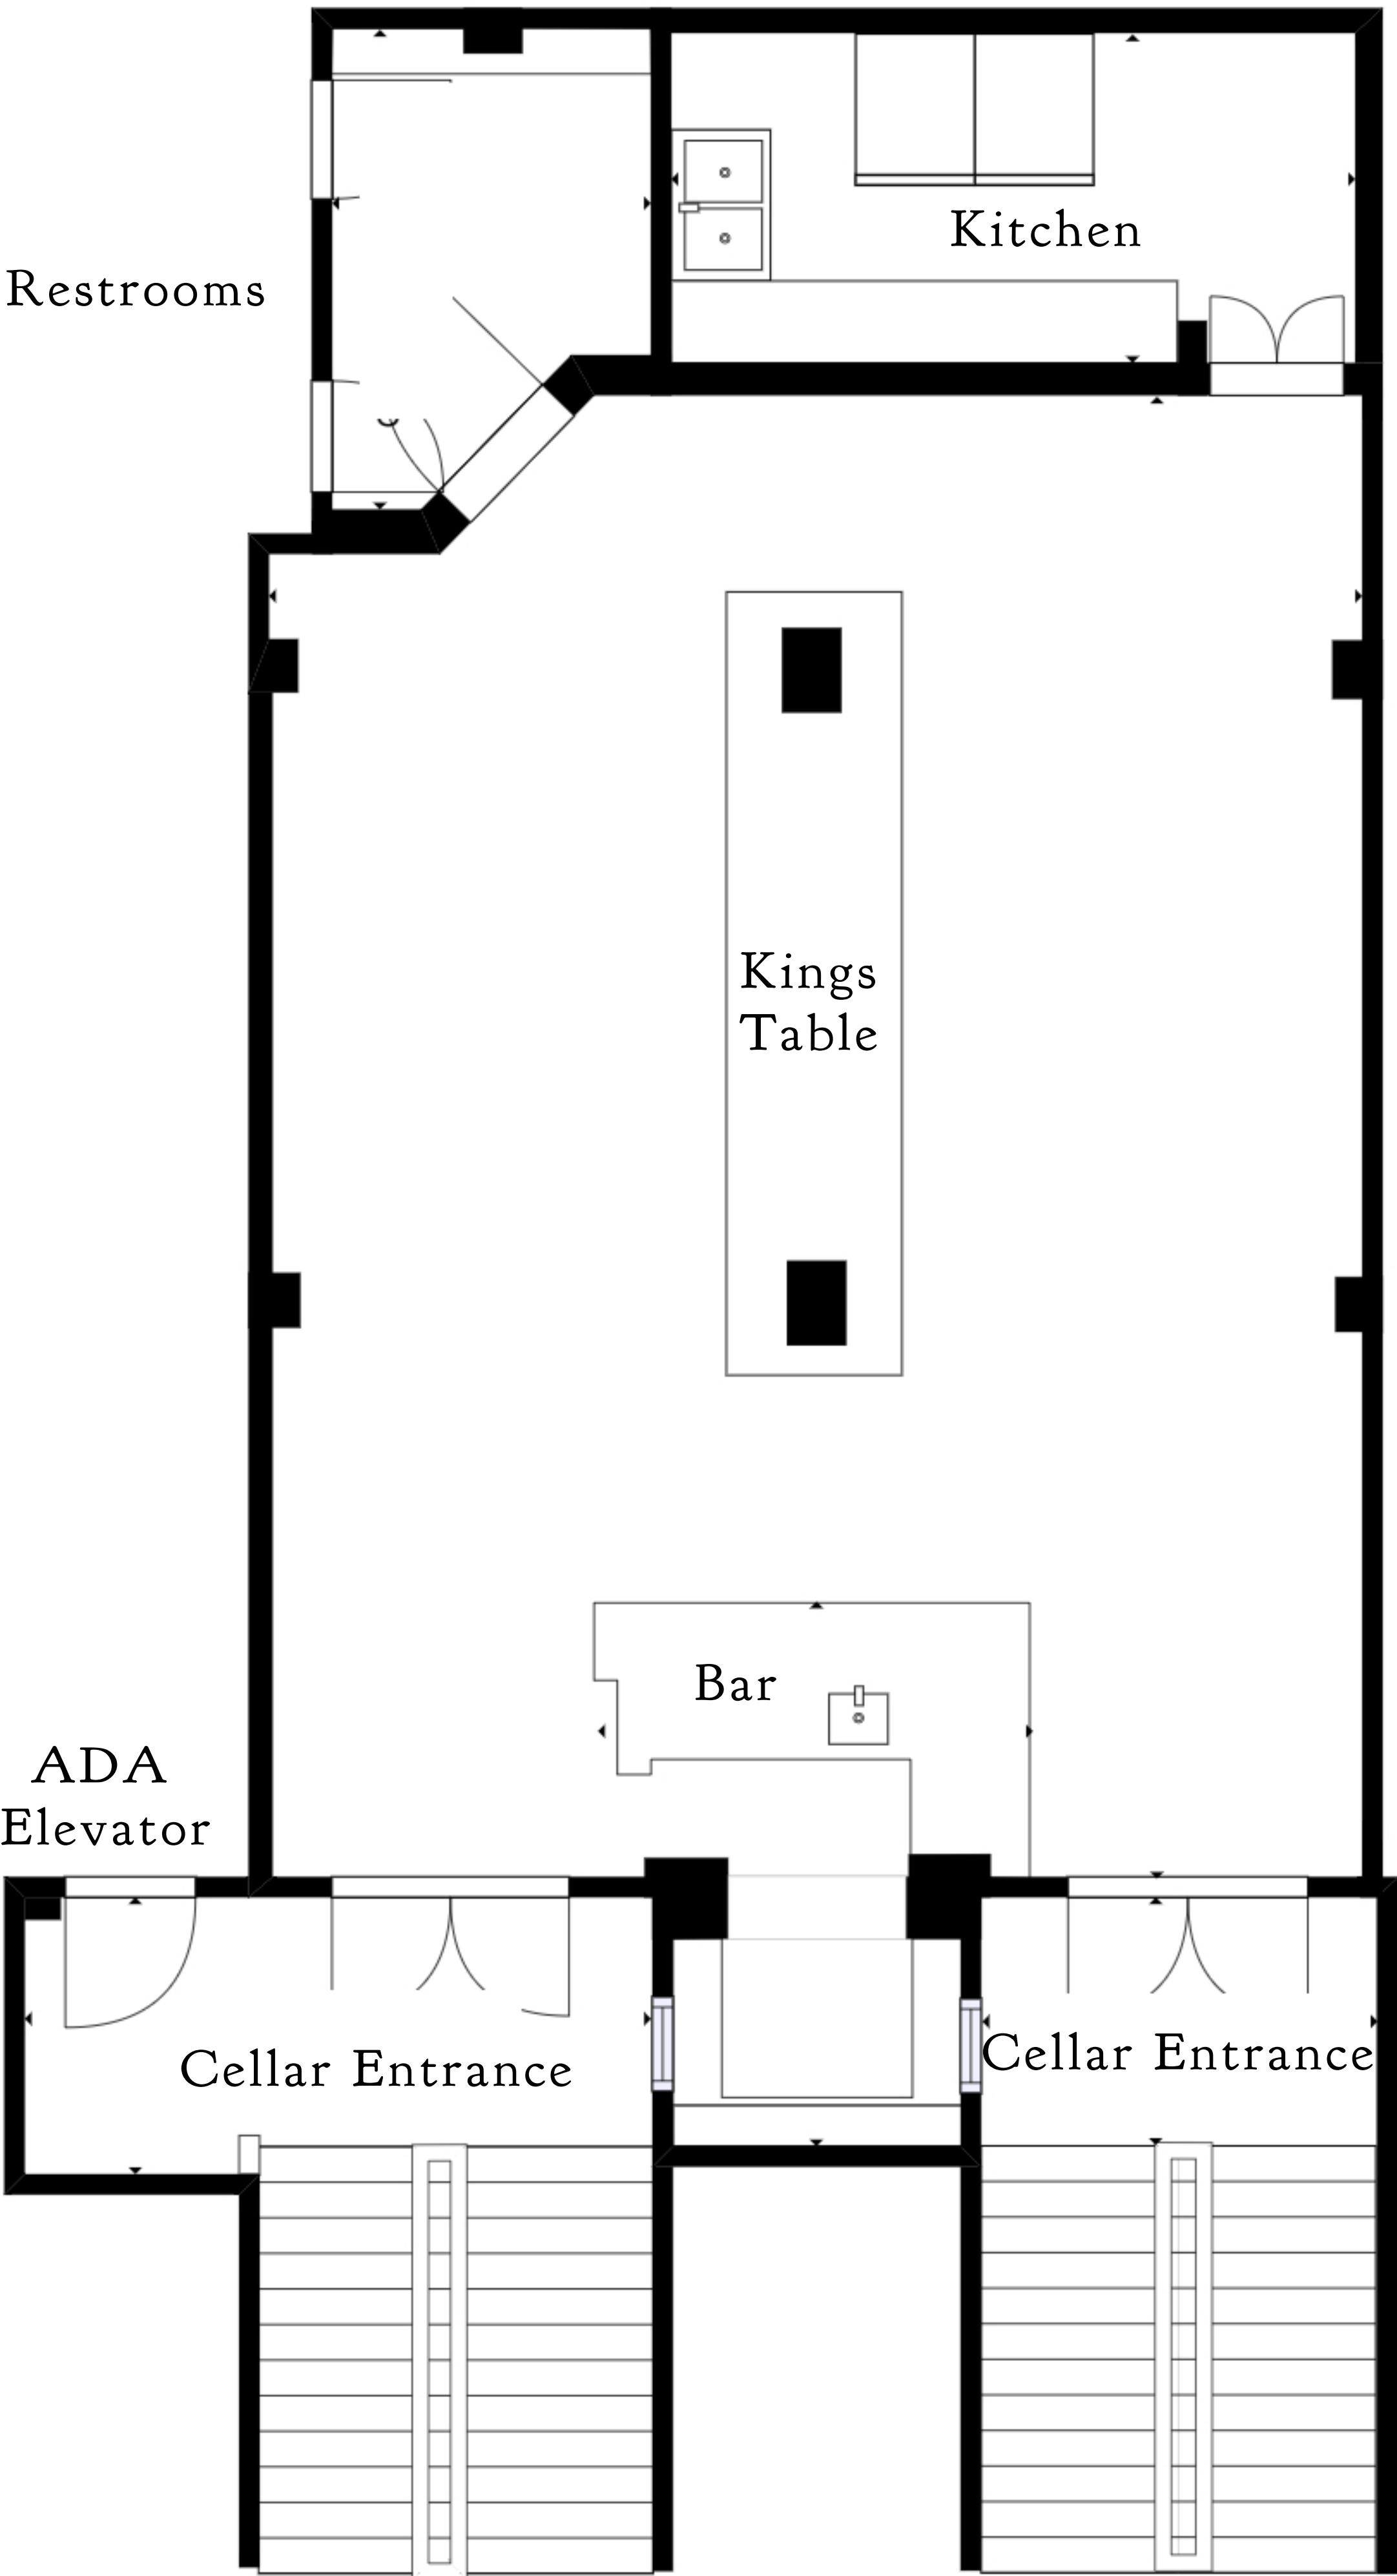 Kitchen
Restrooms
Kings
Table
Bar
ADA
Elevator
Cellar Entrance
Cellar Entrance